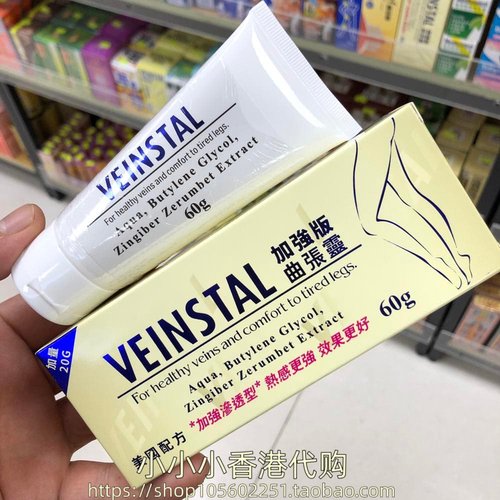 VEINSTAL
For healthy veins and comfort to tired legs.
Aqua, Butylene Glycol,
Zingiber Zerumbet Extract
60g
VEINSTAL
加強版
曲張靈
For healthy veins and comfort to tired legs.
Aqua, Butylene Glycol,
Zingiber Zerumbet Extract
60g
*加強滲透型* 熱感更強 效果更好
加量
20G
美國配方
小小小香港代购
https://shop105602251.taobao.com